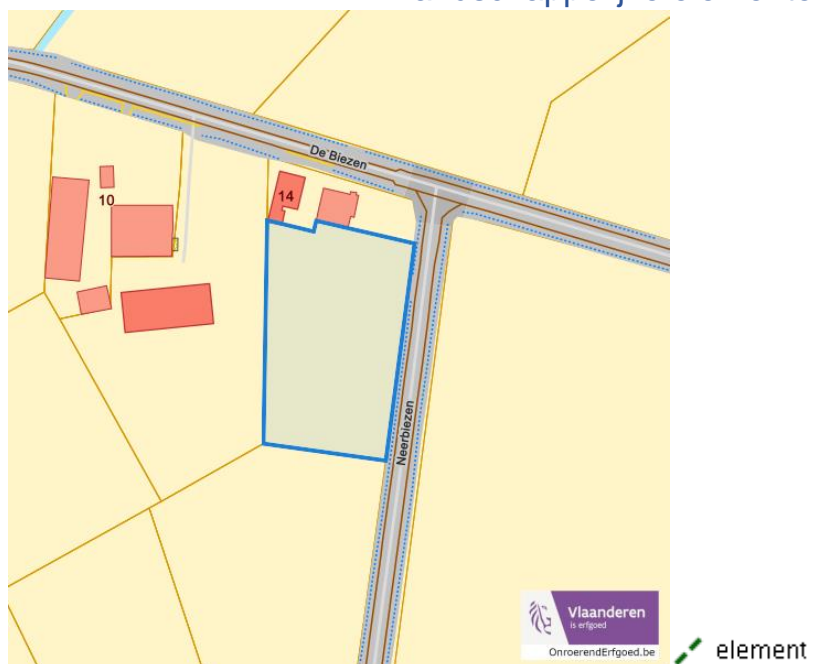 De Biezen
14
10
Neerbiezen
Vlaanderen
is erfgoed
OnroerendErfgoed.be
element